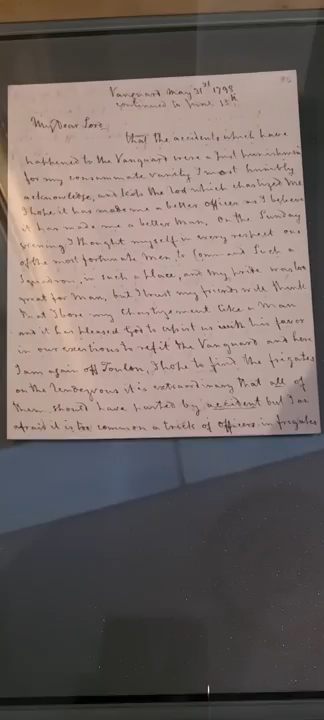 Vanguard May 31st 1798
continued to June 12th
My Dear Lord,
that the accidents which have
happened to the Vanguard were a just punishment
for my consummate vanity I most humbly
acknowledge, and kiss the Rod which chastised me
I hope it has made me a better officer as I believe
it has made me a better Man. On the Sunday
Evening I thought myself in every respect one
of the most fortunate Men, to Command such a
Squadron, in such a place, and my pride was too
great for Man, but I trust my friends will think
that I bore my Chastisement like a Man
and it has pleased God to assist us with his favor
in our exertions to refit the Vanguard and here
I am again off Toulon, I hope to find the frigates
on the Rendezvous it is extraordinary that all of
them should have parted by accident but I am
afraid it is too common a trick of officers in frigates